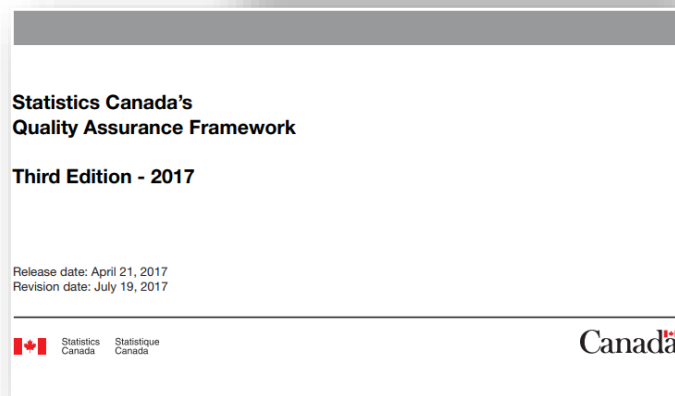 Statistics Canada's
Quality Assurance Framework
Third Edition - 2017
Release date: April 21, 2017
Revision date: July 19, 2017
Statistics Statistique
Canada Canada
Canada